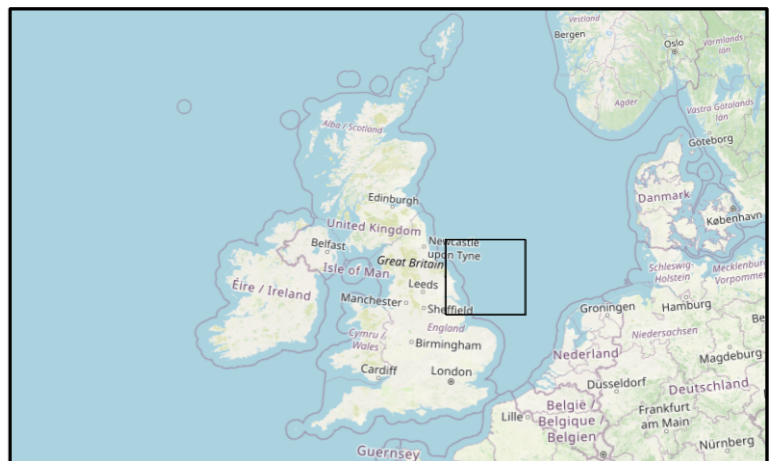 Vestland
Bergen
Oslo
Värmlands
län
Agder
Västra Götalands
län
Alba / Scotland
Göteborg
Edinburgh
Danmark
København
United Kingdom
Newcastle
upon Tyne
Belfast
Great Britain
Isle of Man
Schleswig-
Holstein
Mecklenburg-
Vorpommern
Éire / Ireland
Leeds
Manchester
Sheffield
Groningen
Hamburg
England
Cymru /
Wales
Birmingham
Niedersachsen
Be
Nederland
Magdeburg
Cardiff
London
Düsseldorf
Deutschland
België /
Belgique /
Belgien
Lille
Frankfurt
am Main
Nürnberg
Guernsey